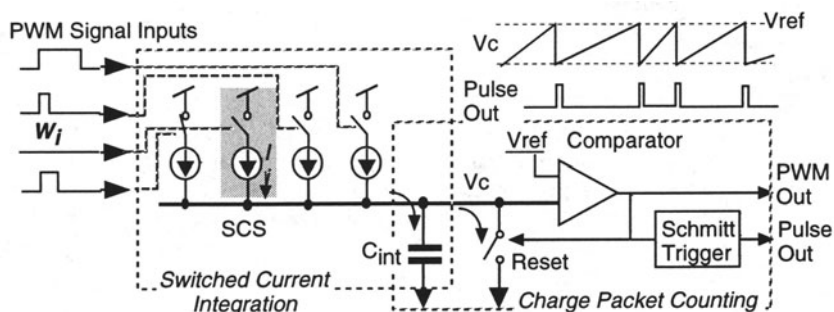 PWM Signal Inputs
Wi
Ii
SCS
Cint
Switched Current
Integration
Vc
Vref
Pulse
Out
Vref
Comparator
Vc
Reset
PWM
Out
Schmitt
Trigger
Pulse
Out
Charge Packet Counting